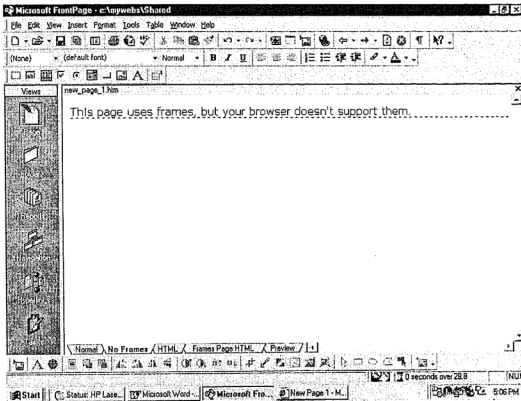 Microsoft FrontPage - c:\mywebs\Shared
File Edit View Insert Format Tools Table Window Help
(None) (default font) Normal B I U A
A
Views new_page_1.htm
This page uses frames, but your browser doesn't support them.
Normal No Frames HTML Frames Page HTML Preview
A
0 seconds over 28.8 NUM
Start Status: HP Lase... Microsoft Word -... Microsoft Fro... New Page 1 - M... 5:06 PM